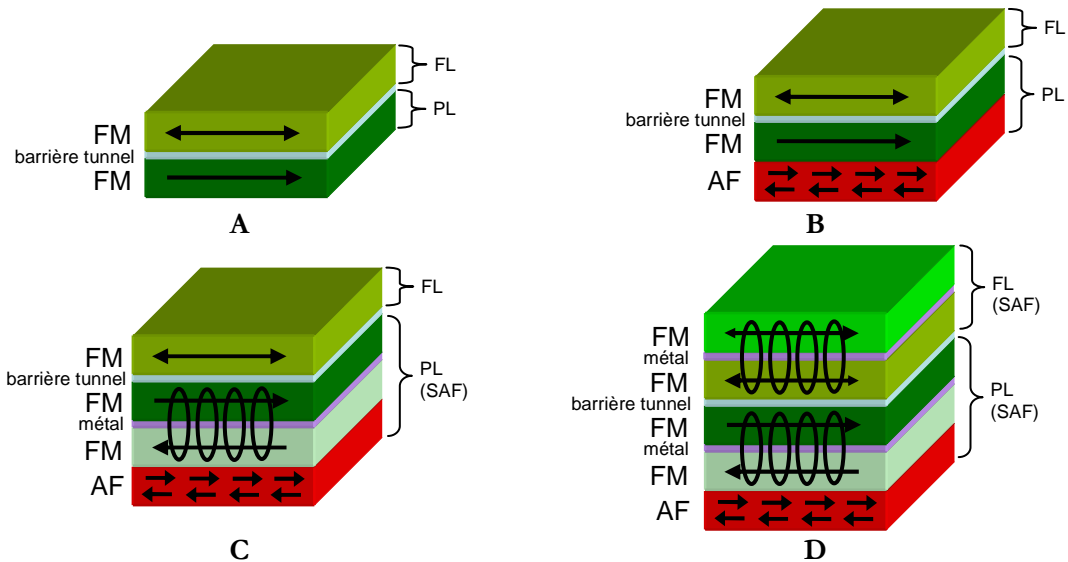 FL
PL
FM
barrière tunnel
FM
A
FL
PL
FM
barrière tunnel
FM
AF
B
FL
PL
(SAF)
FM
barrière tunnel
FM
métal
FM
AF
C
FL
(SAF)
PL
(SAF)
FM
métal
FM
barrière tunnel
FM
métal
FM
AF
D